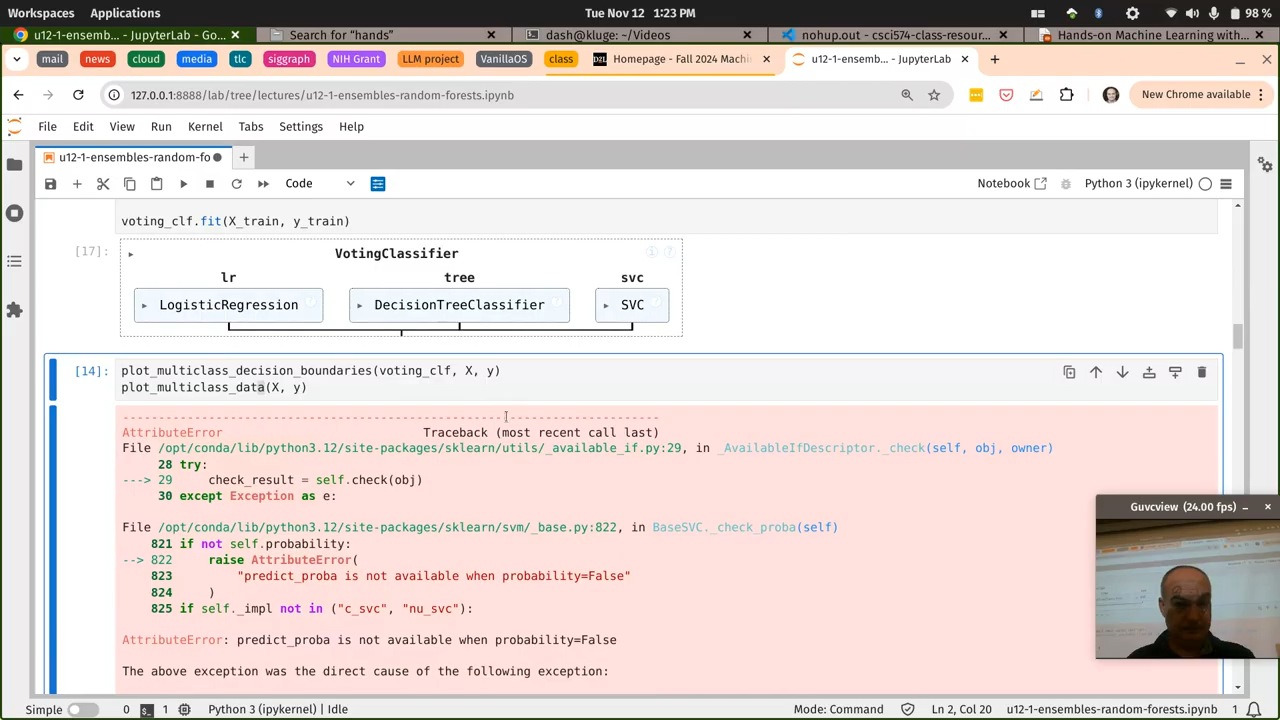 Workspaces Applications Tue Nov 12 1:23 PM 98 %
u12-1-ensembles... - JupyterLab - Go... Search for “hands” dash@kluge: ~/Videos nohup.out - csci574-class-resour... Hands-on Machine Learning with...
mail news cloud media tlc siggraph NIH Grant LLM project VanillaOS class D2L Homepage - Fall 2024 Machi u12-1-ensemb... - JupyterLab
127.0.0.1:8888/lab/tree/lectures/u12-1-ensembles-random-forests.ipynb New Chrome available
File Edit View Run Kernel Tabs Settings Help
u12-1-ensembles-random-fo
Code Notebook Python 3 (ipykernel)
voting_clf.fit(X_train, y_train)
[17]: VotingClassifier
lr tree svc
LogisticRegression DecisionTreeClassifier SVC
[14]: plot_multiclass_decision_boundaries(voting_clf, X, y)
plot_multiclass_data(X, y)
---------------------------------------------------------------------------
AttributeError Traceback (most recent call last)
File /opt/conda/lib/python3.12/site-packages/sklearn/utils/_available_if.py:29, in _AvailableIfDescriptor._check(self, obj, owner)
28 try:
---> 29 check_result = self.check(obj)
30 except Exception as e:
File /opt/conda/lib/python3.12/site-packages/sklearn/svm/_base.py:822, in BaseSVC._check_proba(self)
821 if not self.probability:
--> 822 raise AttributeError(
823 "predict_proba is not available when probability=False"
824 )
825 if self._impl not in ("c_svc", "nu_svc"):
AttributeError: predict_proba is not available when probability=False
The above exception was the direct cause of the following exception:
Guvcview (24.00 fps)
Simple 0 1 Python 3 (ipykernel) | Idle Mode: Command Ln 2, Col 20 u12-1-ensembles-random-forests.ipynb 1